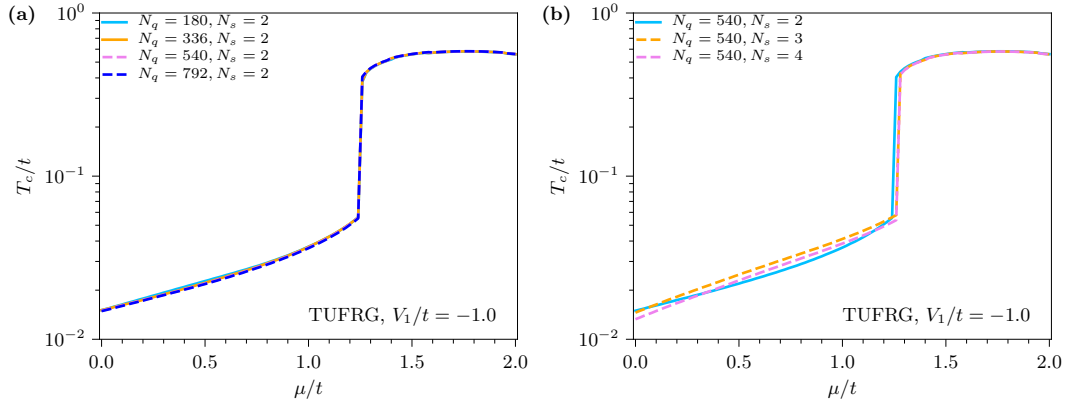 (a)
N_q = 180, N_s = 2
N_q = 336, N_s = 2
N_q = 540, N_s = 2
N_q = 792, N_s = 2
10^0
10^{-1}
10^{-2}
T_c/t
TUFRG, V_1/t = −1.0
0.0 0.5 1.0 1.5 2.0
μ/t
(b)
N_q = 540, N_s = 2
N_q = 540, N_s = 3
N_q = 540, N_s = 4
10^0
10^{-1}
10^{-2}
T_c/t
TUFRG, V_1/t = −1.0
0.0 0.5 1.0 1.5 2.0
μ/t